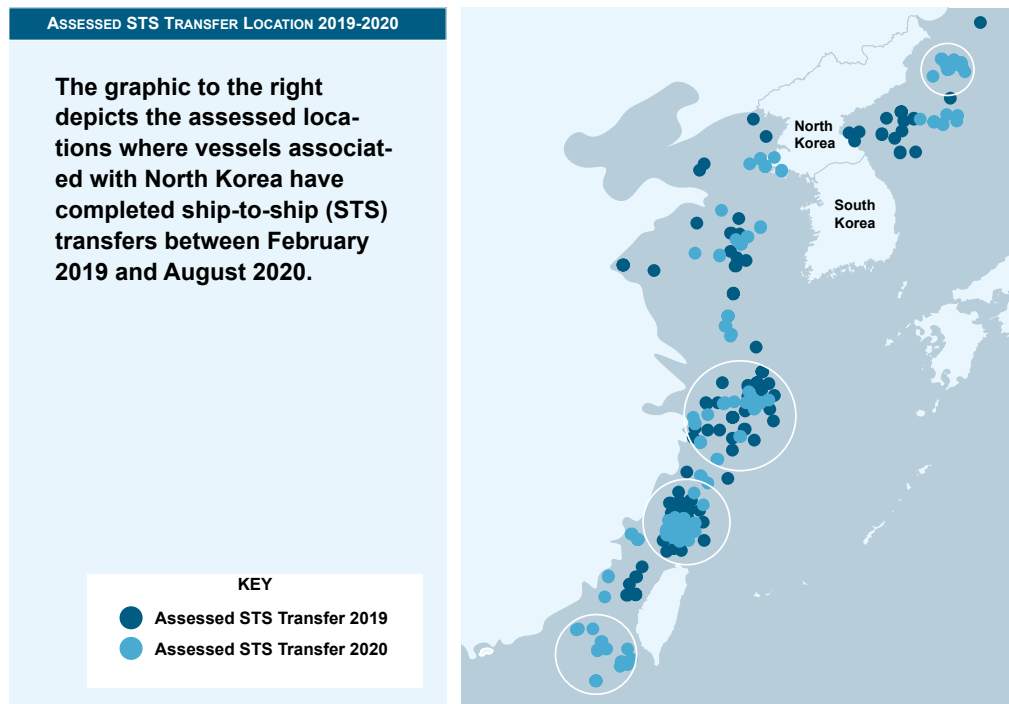 ASSESSED STS TRANSFER LOCATION 2019-2020
The graphic to the right
depicts the assessed loca-
tions where vessels associat-
ed with North Korea have
completed ship-to-ship (STS)
transfers between February
2019 and August 2020.
KEY
Assessed STS Transfer 2019
Assessed STS Transfer 2020
North
Korea
South
Korea